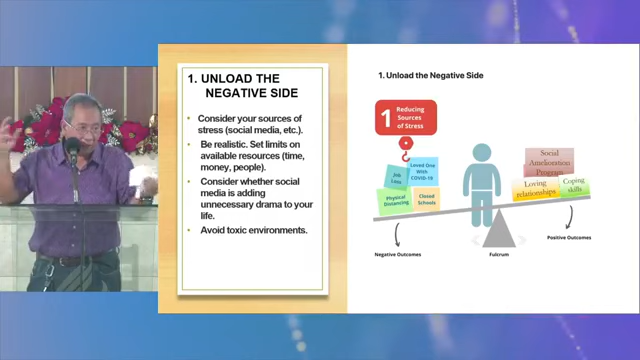 1. UNLOAD THE
NEGATIVE SIDE
• Consider your sources of
stress (social media, etc.).
• Be realistic. Set limits on
available resources (time,
money, people).
• Consider whether social
media is adding
unnecessary drama to your
life.
• Avoid toxic environments.
1. Unload the Negative Side
1
Reducing
Sources
of Stress
Job
Loss
Loved One
With
COVID-19
Physical
Distancing
Closed
Schools
Social
Amelioration
Program
Loving
relationships
Coping
skills
Negative Outcomes
Fulcrum
Positive Outcomes